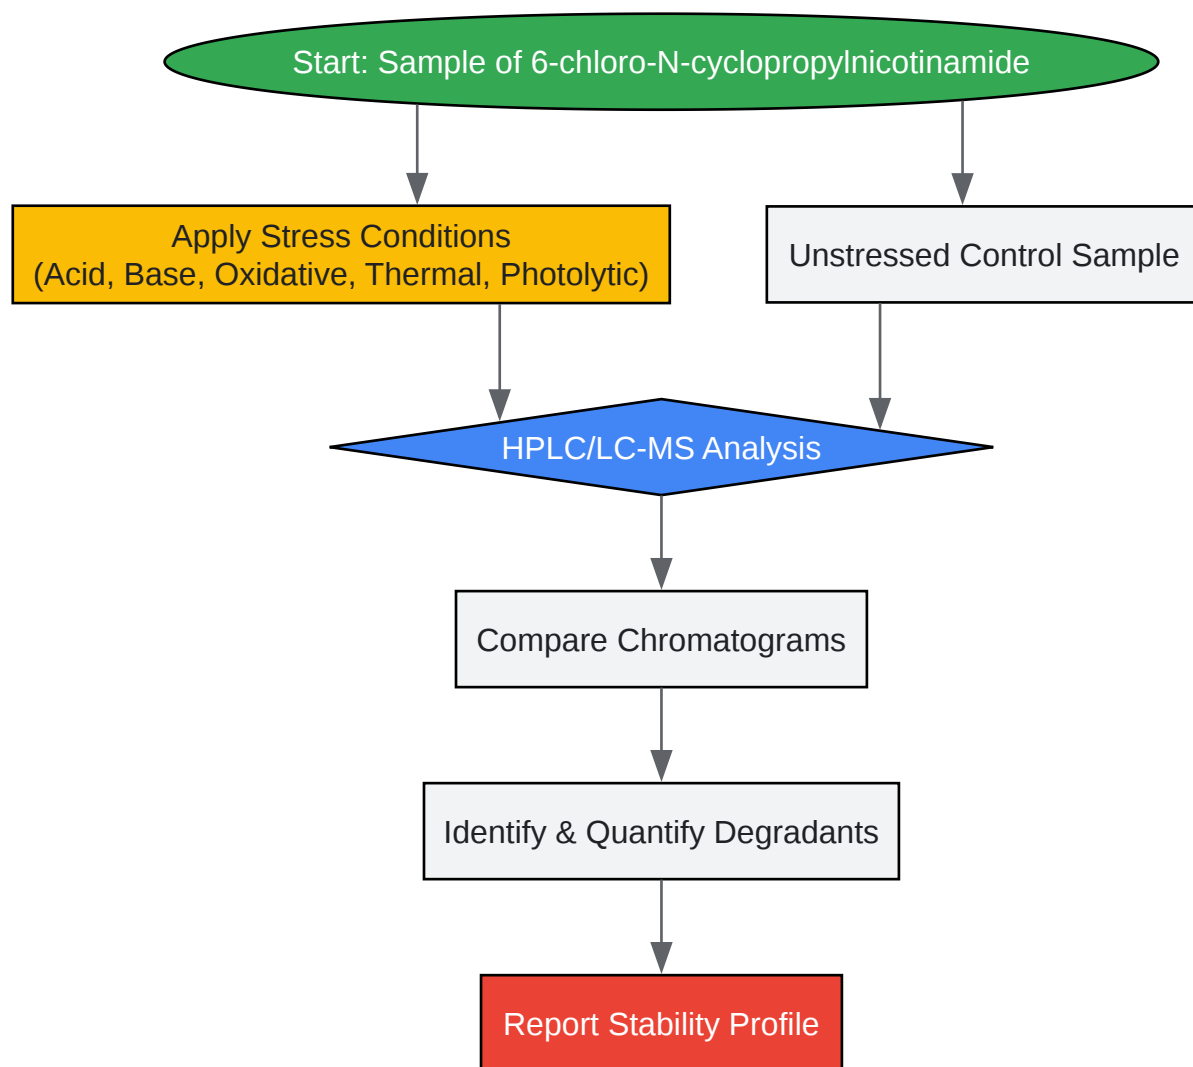 Start: Sample of 6-chloro-N-cyclopropylnicotinamide
Apply Stress Conditions
(Acid, Base, Oxidative, Thermal, Photolytic)
Unstressed Control Sample
HPLC/LC-MS Analysis
Compare Chromatograms
Identify & Quantify Degradants
Report Stability Profile